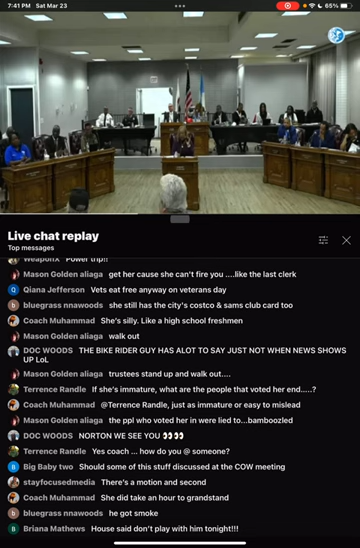 7:41 PM Sat Mar 23
65%
Live chat replay
Top messages
WeaponX Power trip!!
Mason Golden aliaga get her cause she can't fire you ....like the last clerk
Q Qiana Jefferson Vets eat free anyway on veterans day
b bluegrass nnawoods she still has the city's costco & sams club card too
Coach Muhammad She's silly. Like a high school freshmen
Mason Golden aliaga walk out
DOC WOODS THE BIKE RIDER GUY HAS ALOT TO SAY JUST NOT WHEN NEWS SHOWS
UP LoL
Mason Golden aliaga trustees stand up and walk out....
Terrence Randle If she's immature, what are the people that voted her end.....?
Coach Muhammad @Terrence Randle, just as immature or easy to mislead
Mason Golden aliaga the ppl who voted her in were lied to...bamboozled
DOC WOODS NORTON WE SEE YOU 👀👀
Terrence Randle Yes coach ... how do you @ someone?
B Big Baby two Should some of this stuff discussed at the COW meeting
stayfocusedmedia There's a motion and second
Coach Muhammad She did take an hour to grandstand
b bluegrass nnawoods he got smoke
B Briana Mathews House said don't play with him tonight!!!